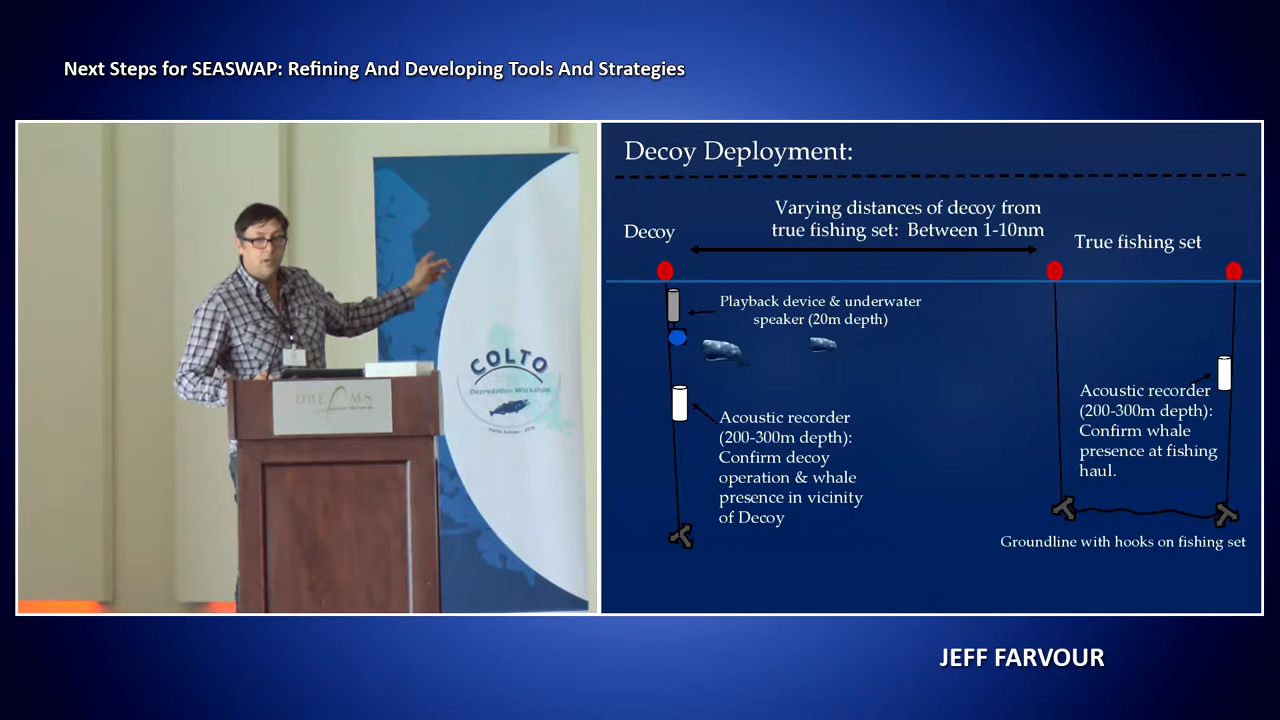 Next Steps for SEASWAP: Refining And Developing Tools And Strategies
DREAMS
COLTO
Depredation Workshop
Decoy Deployment:
Decoy
Varying distances of decoy from
true fishing set: Between 1-10nm
True fishing set
Playback device & underwater
speaker (20m depth)
Acoustic recorder
(200-300m depth):
Confirm decoy
operation & whale
presence in vicinity
of Decoy
Acoustic recorder
(200-300m depth):
Confirm whale
presence at fishing
haul.
Groundline with hooks on fishing set
JEFF FARVOUR